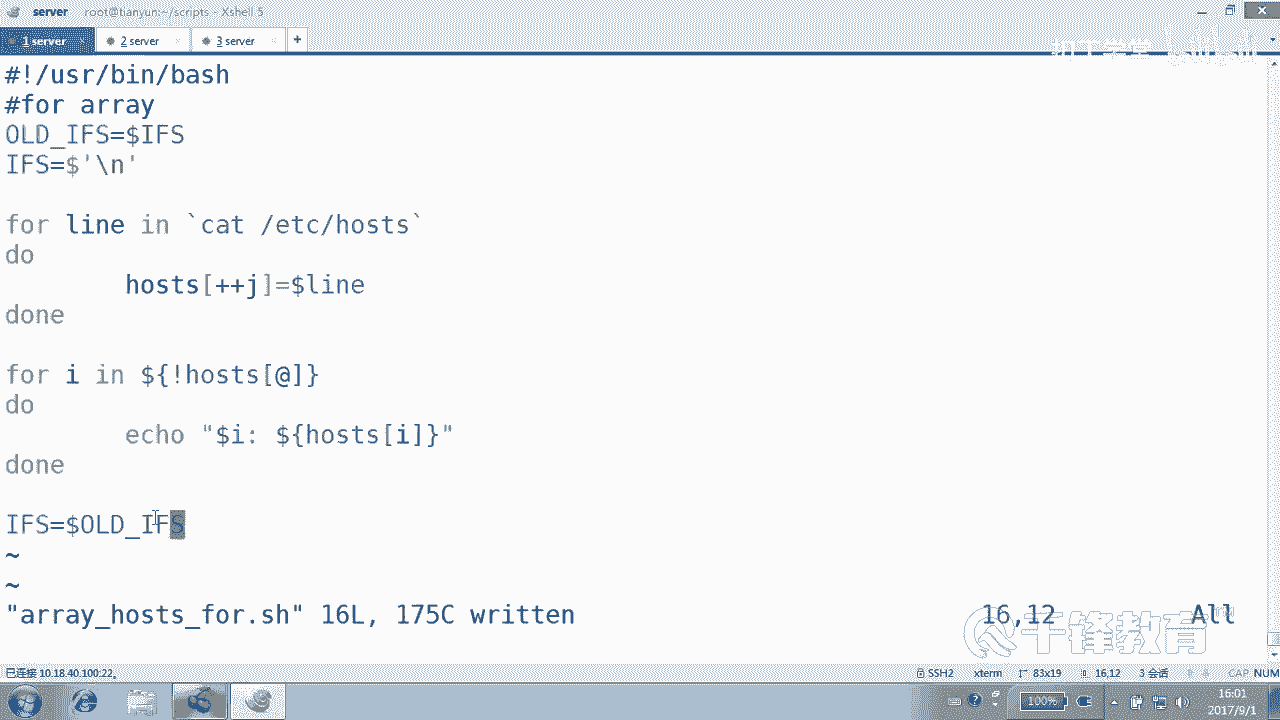 server root@tianyun:~/scripts - Xshell 5
1 server 2 server 3 server +
#!/usr/bin/bash
#for array
OLD_IFS=$IFS
IFS=$'\n'
for line in `cat /etc/hosts`
do
hosts[++j]=$line
done
for i in ${!hosts[@]}
do
echo "$i: ${hosts[i]}"
done
IFS=$OLD_IFS
~
~
"array_hosts_for.sh" 16L, 175C written 16,12 All
千锋教育
已连接 10.18.40.100:22。 SSH2 xterm 83x19 16,12 3 会话 CAP NUM
100% 16:01
2017/9/1